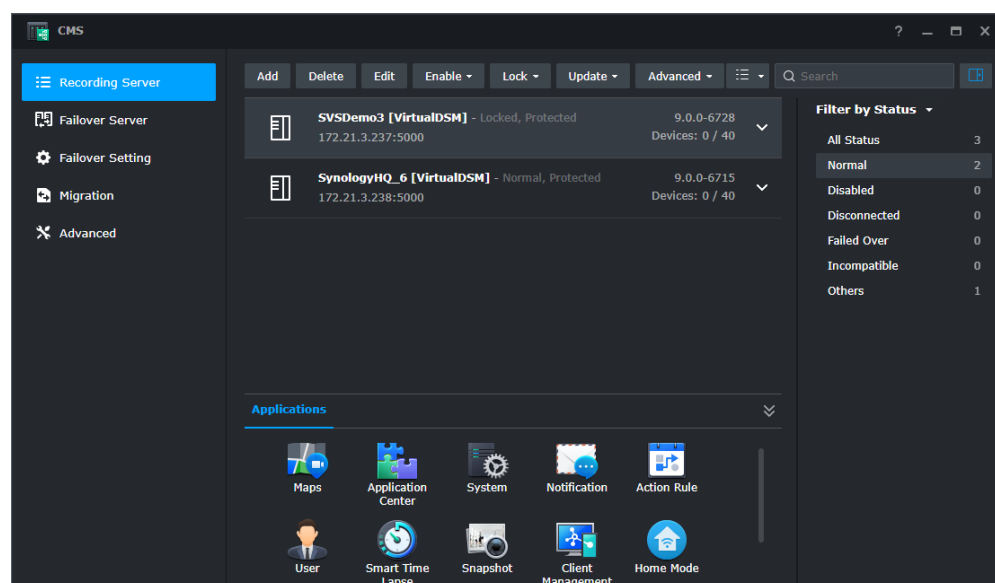 CMS
Recording Server
Failover Server
Failover Setting
Migration
Advanced
Add Delete Edit Enable Lock Update Advanced Search
SVSDemo3 [VirtualDSM] - Locked, Protected 9.0.0-6728
172.21.3.237:5000 Devices: 0 / 40
SynologyHQ_6 [VirtualDSM] - Normal, Protected 9.0.0-6715
172.21.3.238:5000 Devices: 0 / 40
Filter by Status
All Status 3
Normal 2
Disabled 0
Disconnected 0
Failed Over 0
Incompatible 0
Others 1
Applications
Maps
Application
Center
System
Notification
Action Rule
User
Smart Time
Lapse
Snapshot
Client
Management
Home Mode